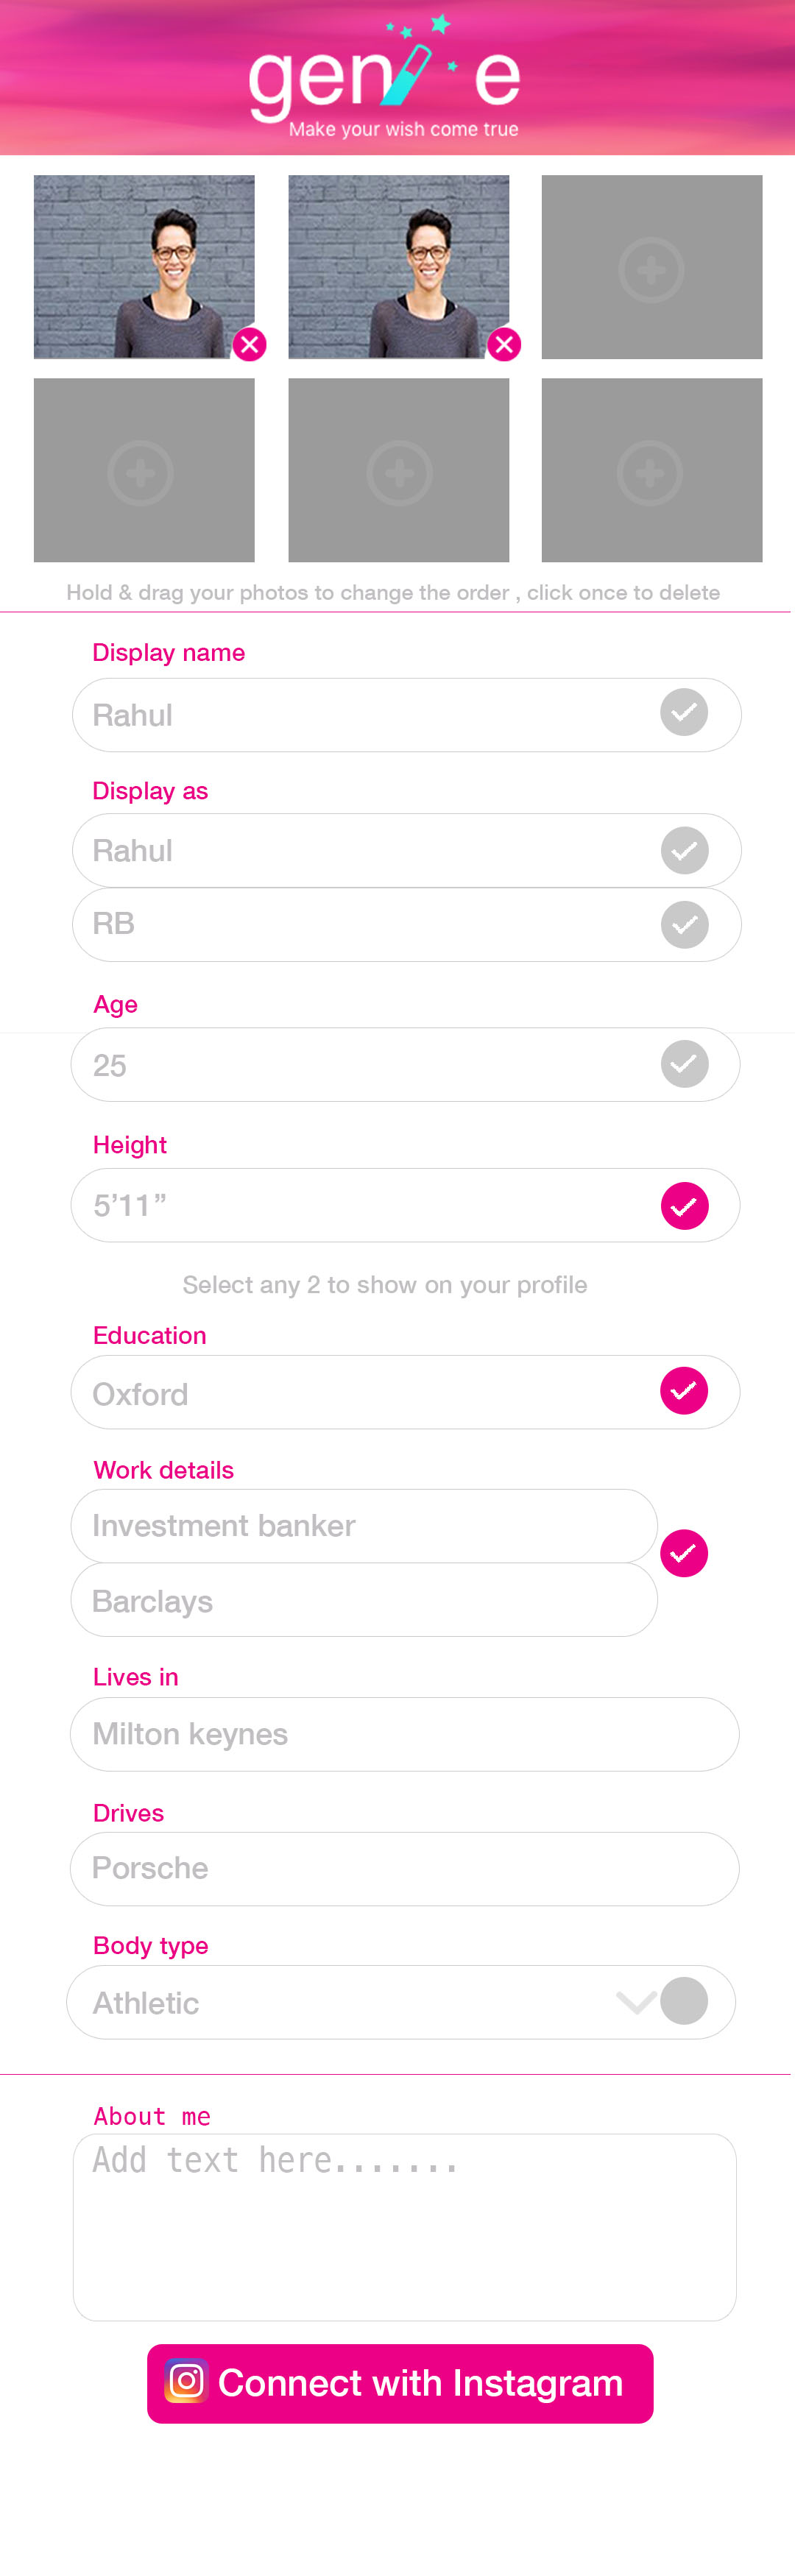 genie
Make your wish come true
Hold & drag your photos to change the order , click once to delete
Display name
Rahul
Display as
Rahul
RB
Age
25
Height
5’11”
Select any 2 to show on your profile
Education
Oxford
Work details
Investment banker
Barclays
Lives in
Milton keynes
Drives
Porsche
Body type
Athletic
About me
Add text here.......
Connect with Instagram